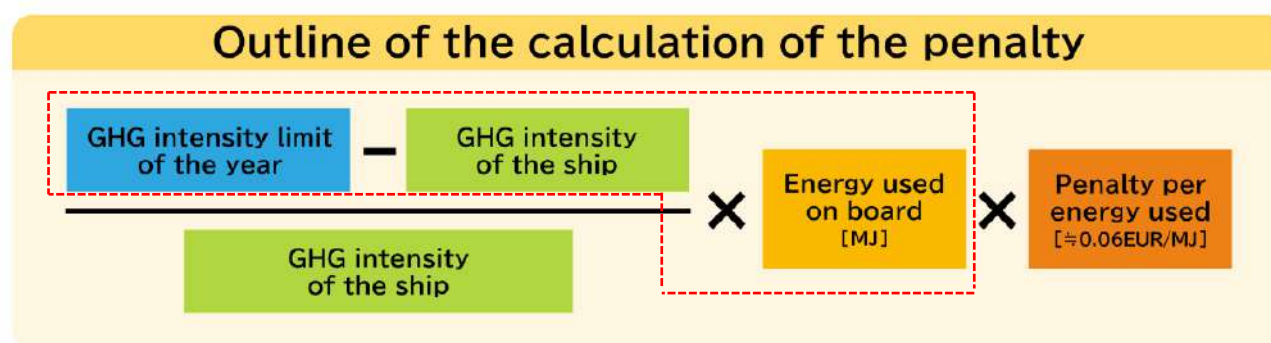 Outline of the calculation of the penalty
GHG intensity limit
of the year
−
GHG intensity
of the ship
GHG intensity
of the ship
×
Energy used
on board
[MJ]
×
Penalty per
energy used
[≒0.06EUR/MJ]